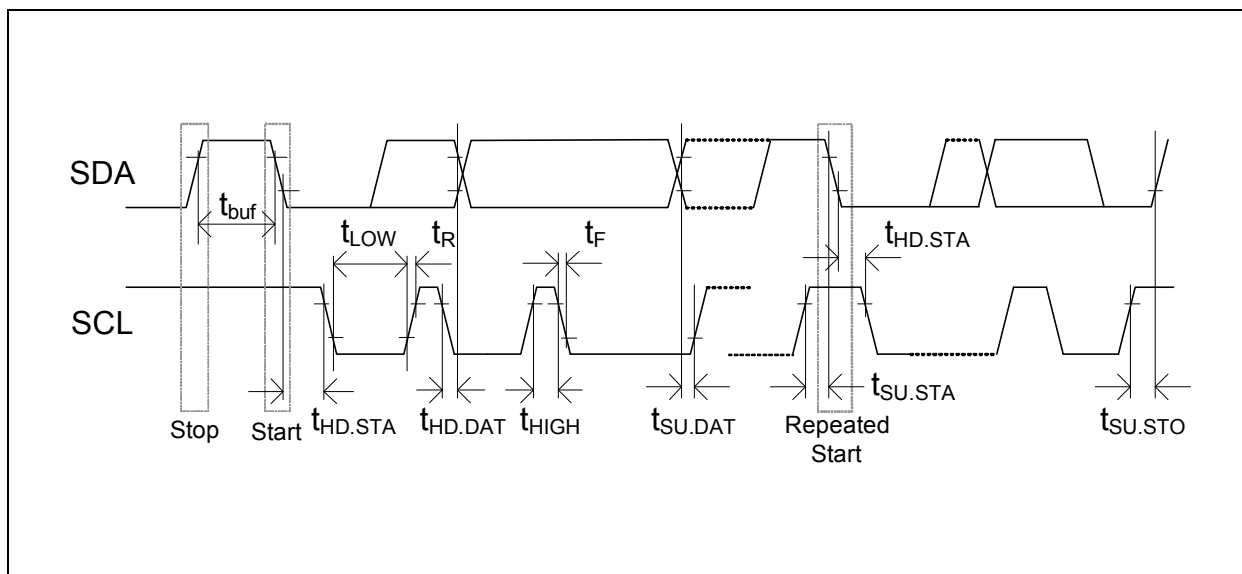 SDA
t_buf
t_LOW
t_R
t_F
t_HD.STA
SCL
t_HD.STA
t_HD.DAT
t_HIGH
t_SU.DAT
t_SU.STA
t_SU.STO
Stop
Start
Repeated
Start